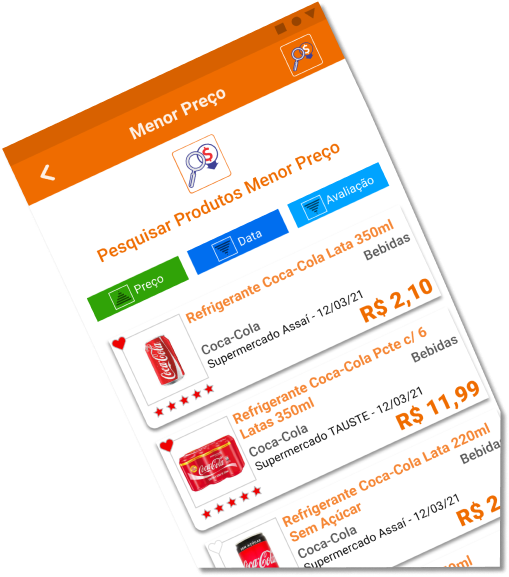 Menor Preço
Pesquisar Produtos Menor Preço
Preço
Data
Avaliação
Refrigerante Coca-Cola Lata 350ml
Bebidas
Coca-Cola
Supermercado Assaí - 12/03/21
R$ 2,10
Refrigerante Coca-Cola Pcte c/ 6
Latas 350ml
Bebidas
Coca-Cola
Supermercado TAUSTE - 12/03/21
R$ 11,99
Refrigerante Coca-Cola Lata 220ml
Sem Açúcar
Bebida
Coca-Cola
Supermercado Assaí - 12/03/21
R$ 2